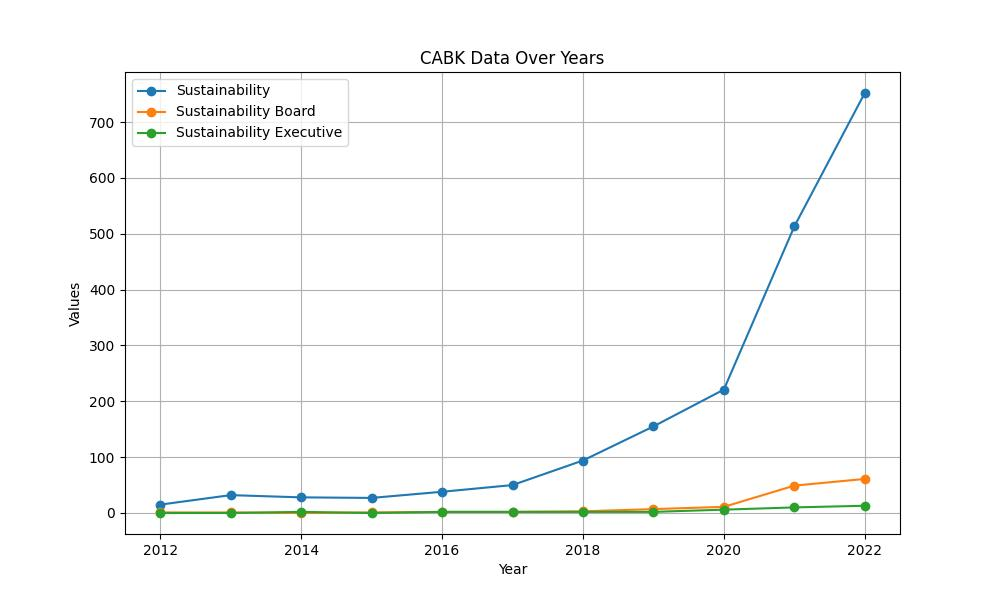 CABK Data Over Years
Sustainability
Sustainability Board
Sustainability Executive
700
600
500
400
300
200
100
0
Values
2012
2014
2016
2018
2020
2022
Year